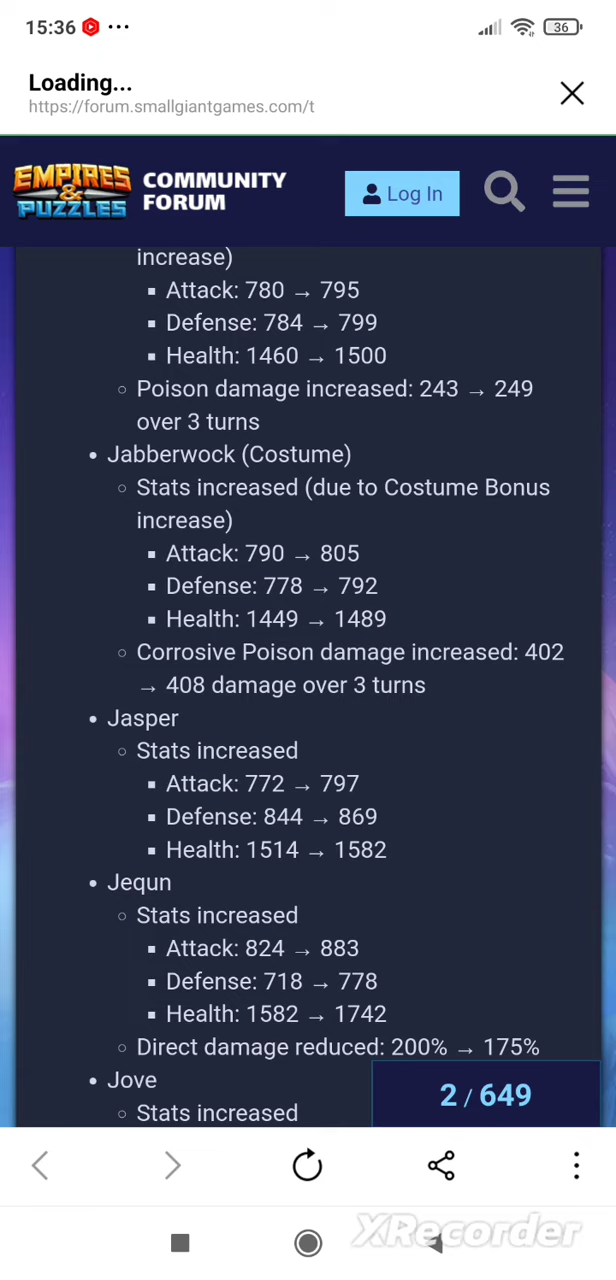 15:36
36
Loading...
https://forum.smallgiantgames.com/t
EMPIRES & PUZZLES
COMMUNITY FORUM
Log In
increase)
Attack: 780 → 795
Defense: 784 → 799
Health: 1460 → 1500
Poison damage increased: 243 → 249
over 3 turns
Jabberwock (Costume)
Stats increased (due to Costume Bonus
increase)
Attack: 790 → 805
Defense: 778 → 792
Health: 1449 → 1489
Corrosive Poison damage increased: 402
→ 408 damage over 3 turns
Jasper
Stats increased
Attack: 772 → 797
Defense: 844 → 869
Health: 1514 → 1582
Jequn
Stats increased
Attack: 824 → 883
Defense: 718 → 778
Health: 1582 → 1742
Direct damage reduced: 200% → 175%
Jove
2 / 649
Stats increased
XRecorder